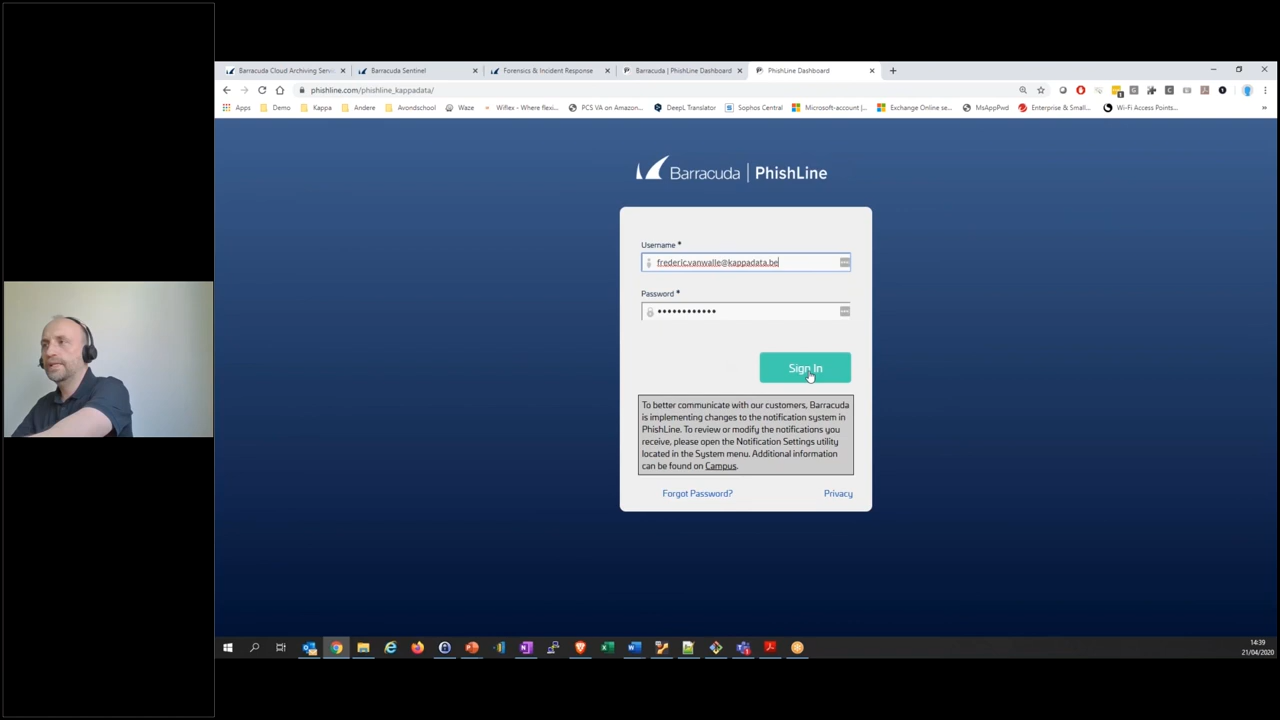 Barracuda Cloud Archiving Servi
Barracuda Sentinel
Forensics & Incident Response
Barracuda | PhishLine Dashboard
PhishLine Dashboard
phishline.com/phishline_kappadata/
Apps
Demo
Kappa
Andere
Waze
Wiflex - Where flexi...
PCS VA on Amazon...
DeepL Translator
Sophos Central
Microsoft-account |...
Exchange Online se...
MsAppPwd
Enterprise & Small...
Wi-Fi Access Points...
»
Barracuda | PhishLine
Username *
frederic.vanwalle@kappadata.be
Password *
Sign In
To better communicate with our customers, Barracuda
is implementing changes to the notification system in
PhishLine. To review or modify the notifications you
receive, please open the Notification Settings utility
located in the System menu. Additional information
can be found on Campus.
Forgot Password?
Privacy
14:39
21/04/2020